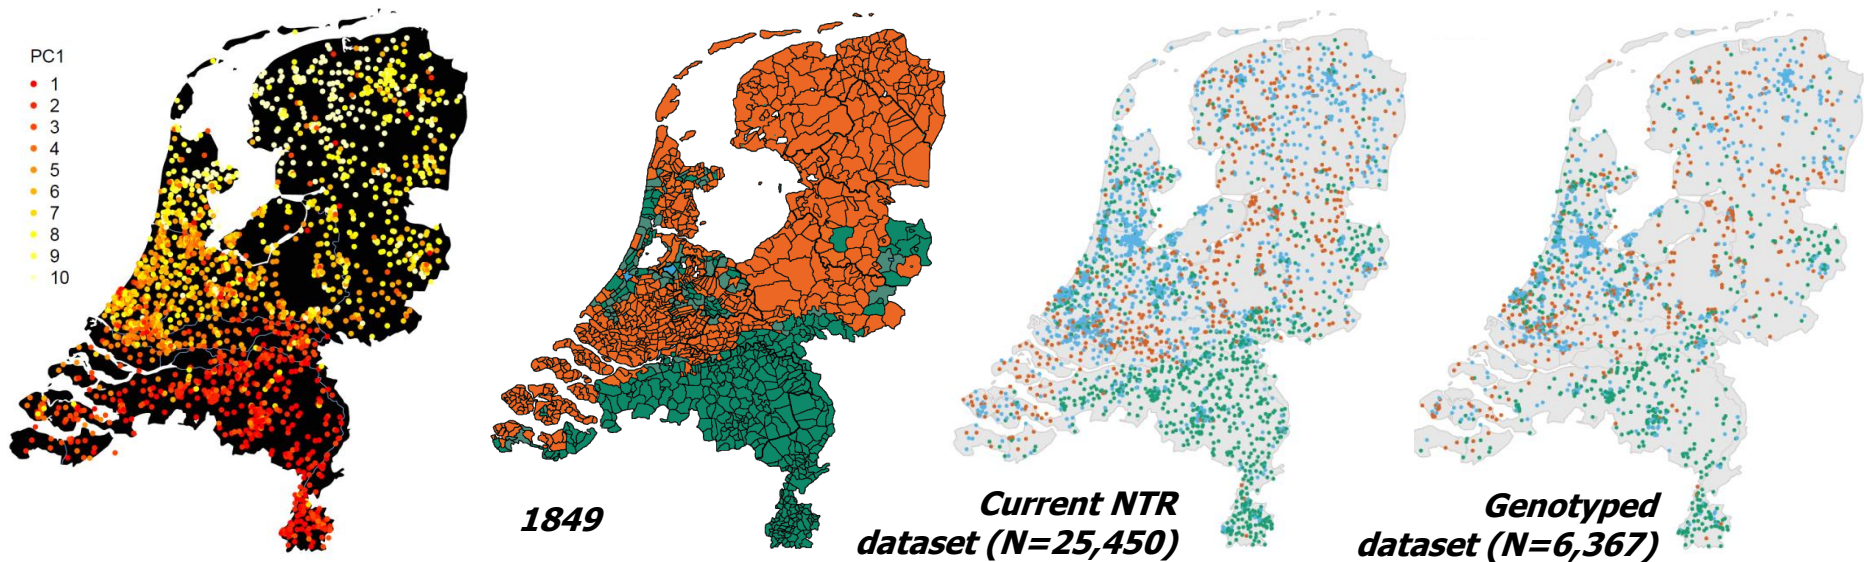 PC1
1
2
3
4
5
6
7
8
9
10
1849
Current NTR
dataset (N=25,450)
Genotyped
dataset (N=6,367)